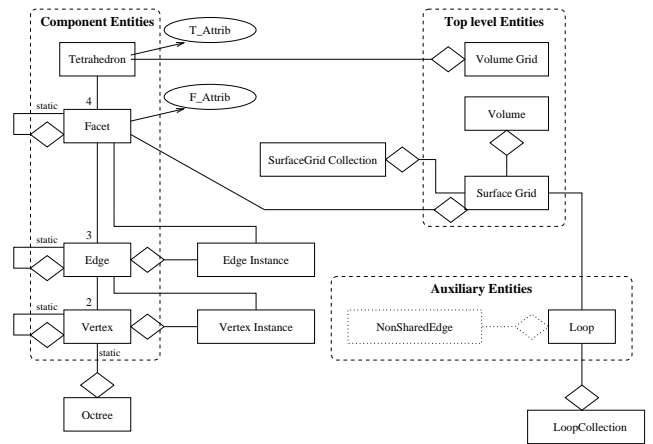 Component Entities
T_Attrib
Top level Entities
Tetrahedron
Volume Grid
4
F_Attrib
static
Facet
Volume
SurfaceGrid Collection
Surface Grid
3
static
Edge
Edge Instance
Auxiliary Entities
2
static
Vertex
Vertex Instance
NonSharedEdge
Loop
static
Octree
LoopCollection